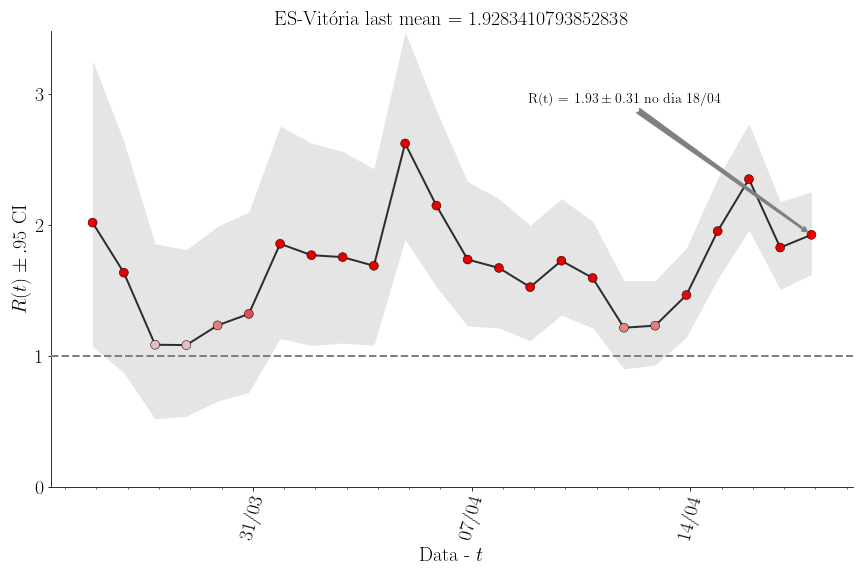 ES-Vitória last mean = 1.9283410793852838
R(t) = 1.93 ± 0.31 no dia 18/04
R(t) ± .95 CI
3
2
1
0
31/03
07/04
14/04
Data - t